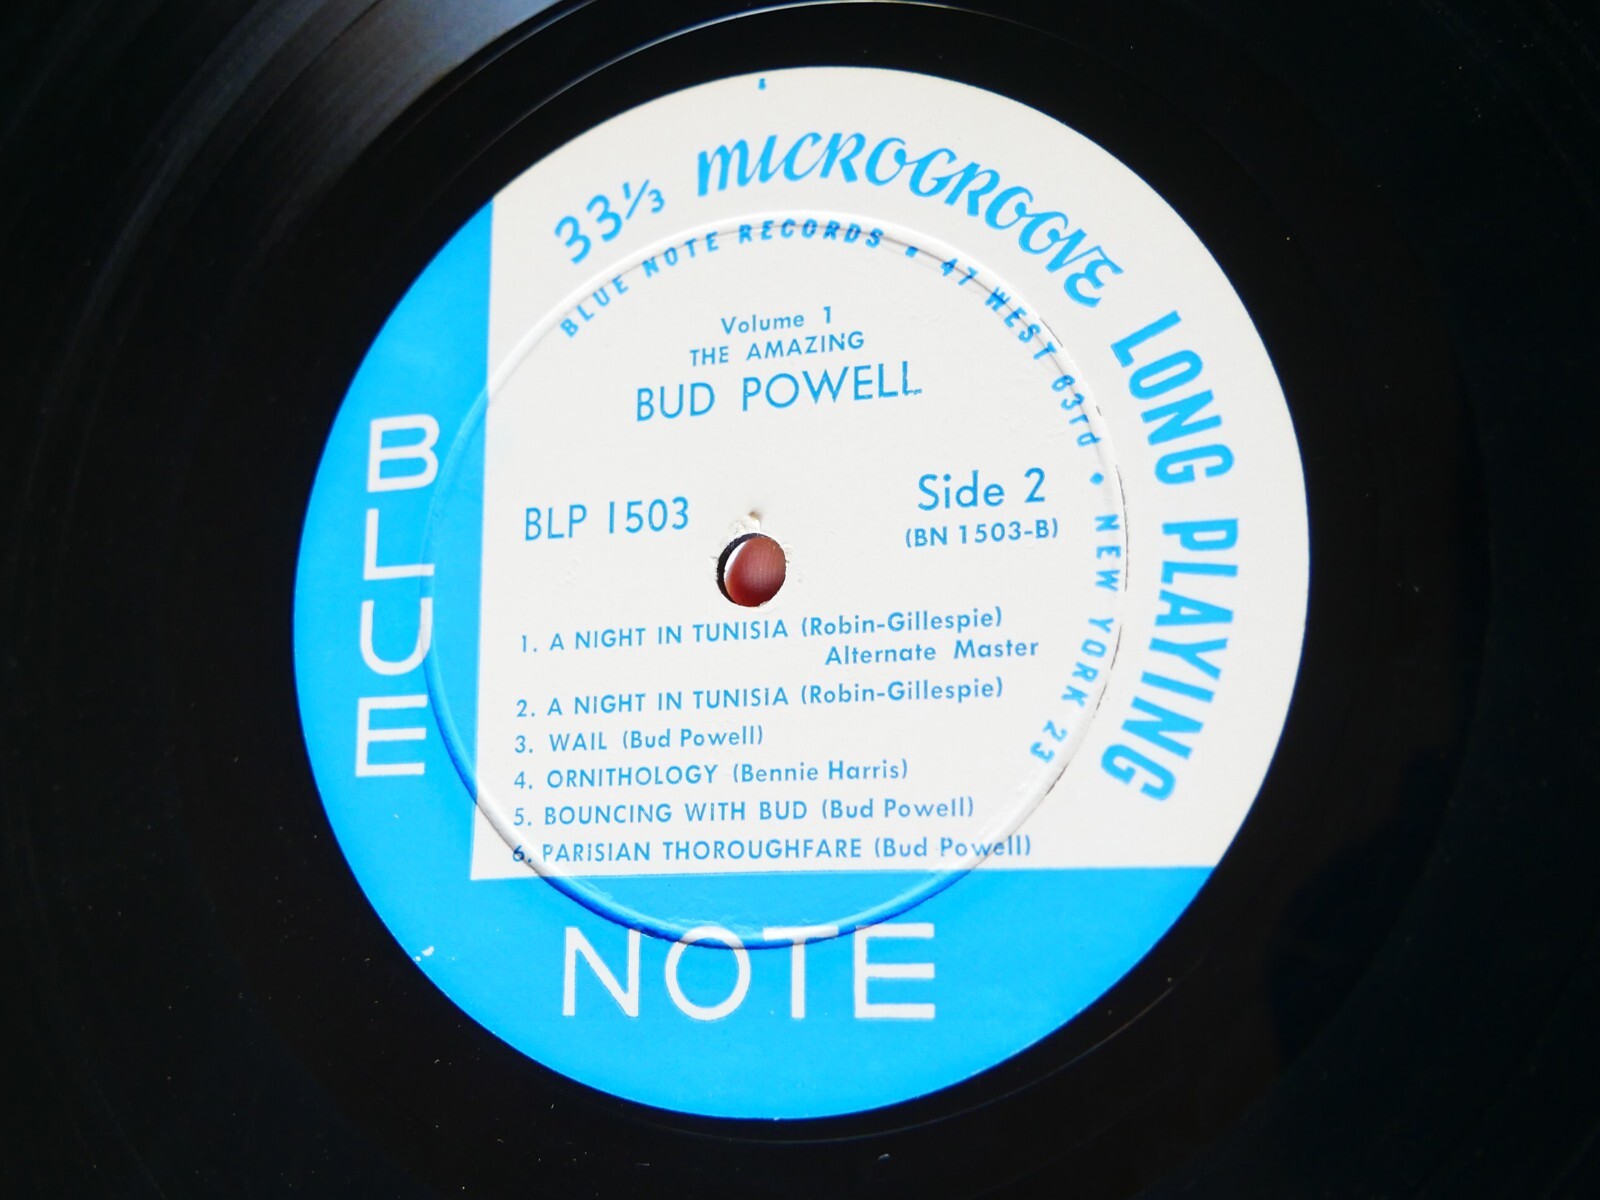 33⅓ MICROGROOVE LONG PLAYING
BLUE NOTE RECORDS • 47 WEST 63rd • NEW YORK 23
Volume 1
THE AMAZING
BUD POWELL
BLP 1503
Side 2
(BN 1503-B)
1. A NIGHT IN TUNISIA (Robin-Gillespie)
Alternate Master
2. A NIGHT IN TUNISIA (Robin-Gillespie)
3. WAIL (Bud Powell)
4. ORNITHOLOGY (Bennie Harris)
5. BOUNCING WITH BUD (Bud Powell)
6. PARISIAN THOROUGHFARE (Bud Powell)
BLUE
NOTE